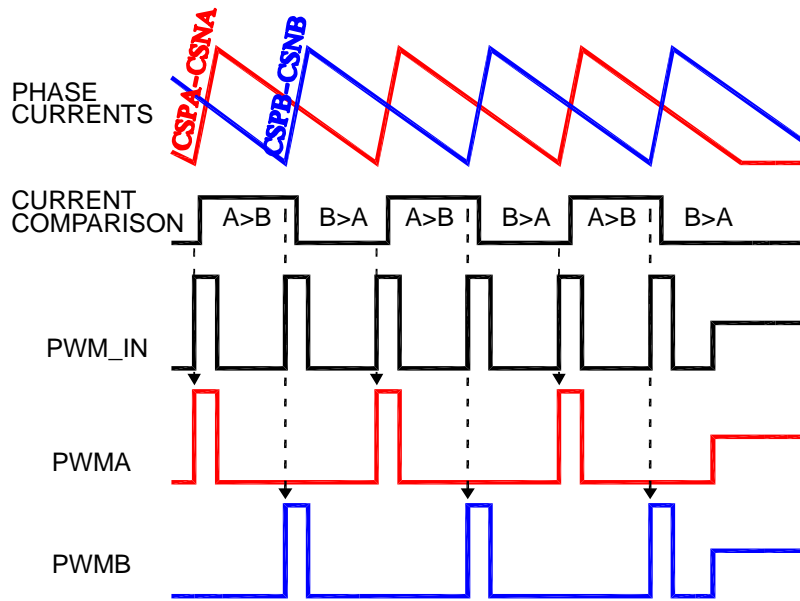 CSPA-CSNA
CSPB-CSNB
PHASE
CURRENTS
CURRENT
COMPARISON
A>B
B>A
A>B
B>A
A>B
B>A
PWM_IN
PWMA
PWMB